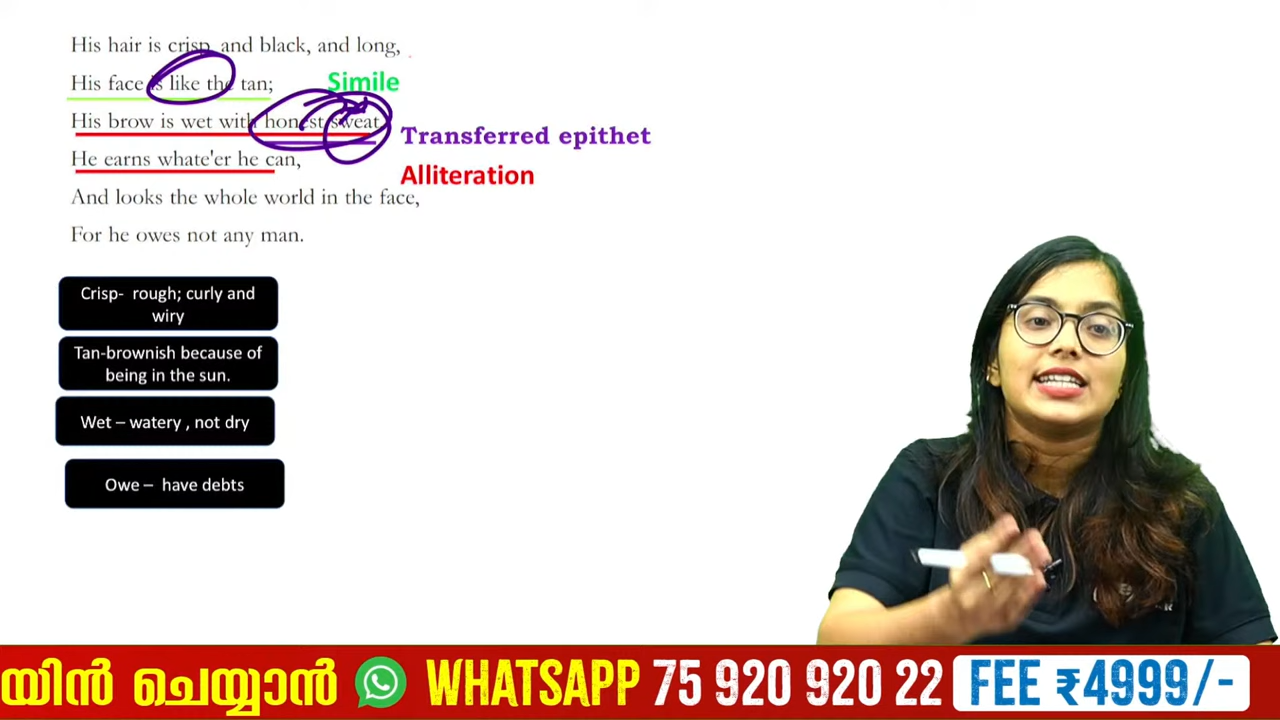 His hair is crisp, and black, and long,
His face is like the tan;
Simile
His brow is wet with honest sweat,
Transferred epithet
He earns whate'er he can,
Alliteration
And looks the whole world in the face,
For he owes not any man.
Crisp- rough; curly and
wiry
Tan-brownish because of
being in the sun.
Wet – watery , not dry
Owe – have debts
യിൻ ചെയ്യാൻ WHATSAPP 75 920 920 22 FEE ₹4999/-